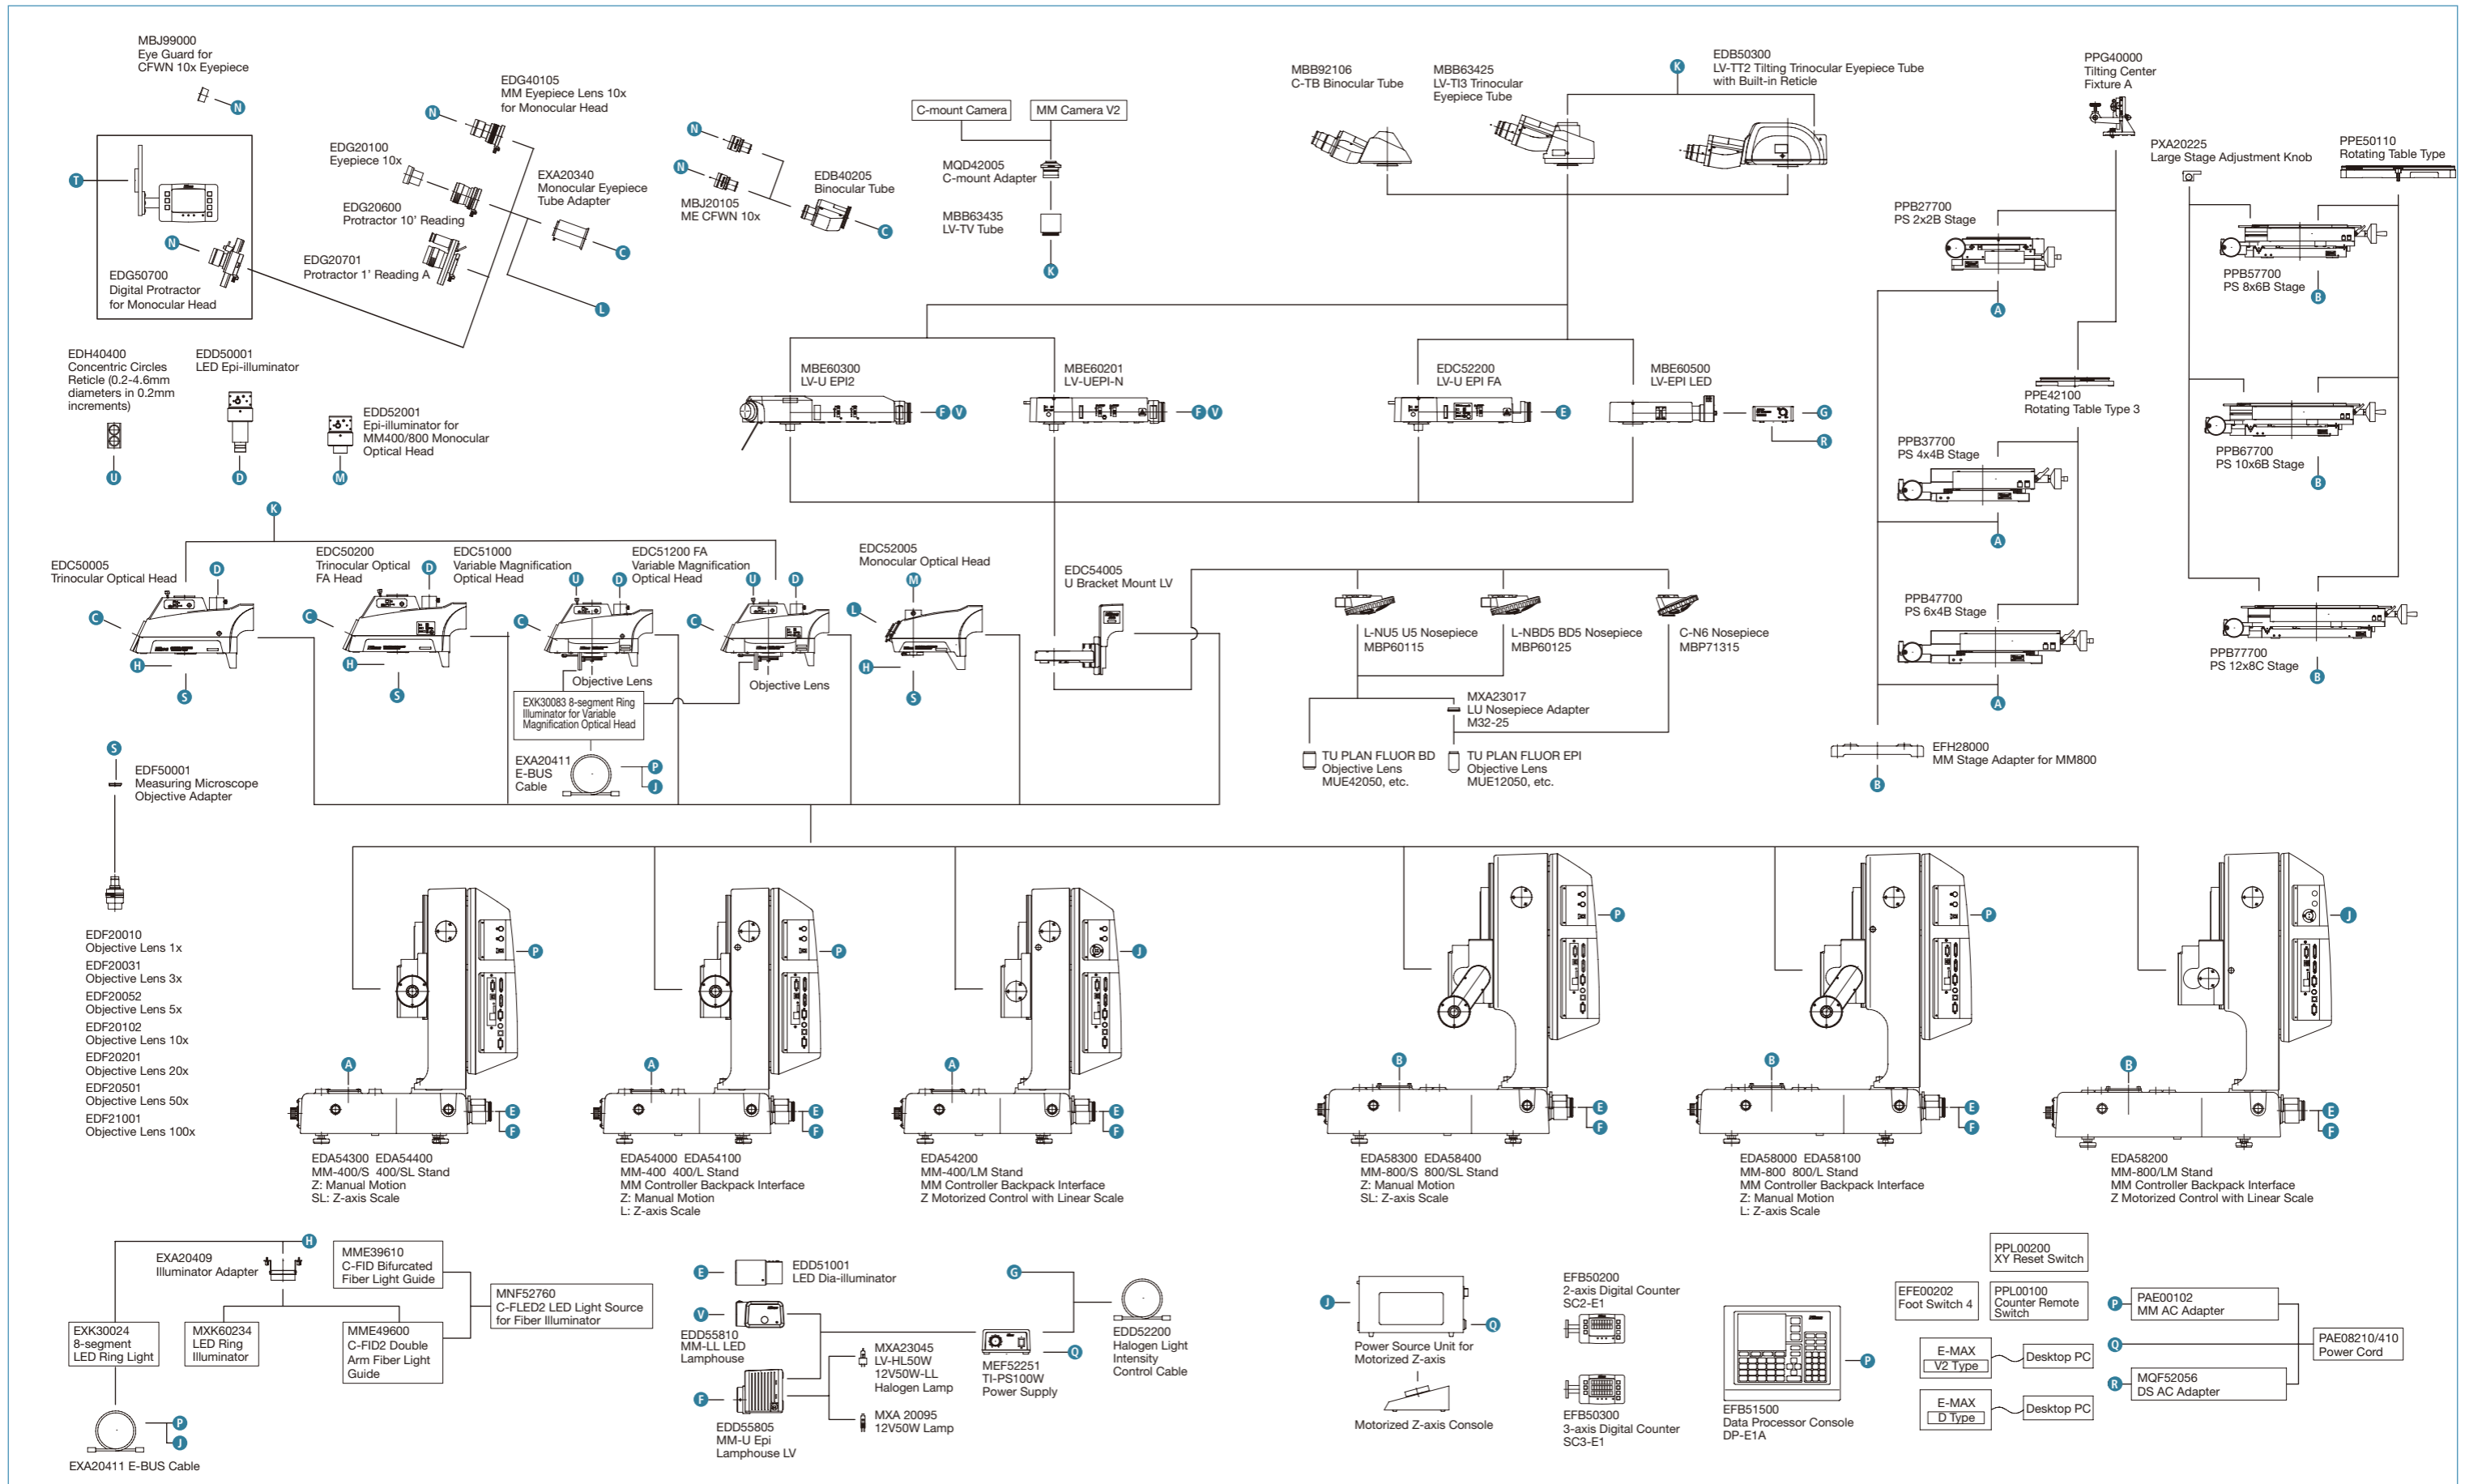 MBJ99000
Eye Guard for
CFWN 10x Eyepiece
N
EDG40105
MM Eyepiece Lens 10x
for Monocular Head
N
EDG20100
Eyepiece 10x
EDG20600
Protractor 10' Reading
EDG20701
Protractor 1' Reading A
EXA20340
Monocular Eyepiece
Tube Adapter
C
L
T
N
EDG50700
Digital Protractor
for Monocular Head
N
N
MBJ20105
ME CFWN 10x
EDB40205
Binocular Tube
C
C-mount Camera
MM Camera V2
MQD42005
C-mount Adapter
MBB63435
LV-TV Tube
K
MBB92106
C-TB Binocular Tube
MBB63425
LV-TI3 Trinocular
Eyepiece Tube
K
EDB50300
LV-TT2 Tilting Trinocular Eyepiece Tube
with Built-in Reticle
PPG40000
Tilting Center
Fixture A
PXA20225
Large Stage Adjustment Knob
PPE50110
Rotating Table Type
PPB27700
PS 2x2B Stage
A
PPB57700
PS 8x6B Stage
B
EDH40400
Concentric Circles
Reticle (0.2-4.6mm
diameters in 0.2mm
increments)
U
EDD50001
LED Epi-illuminator
D
EDD52001
Epi-illuminator for
MM400/800 Monocular
Optical Head
M
MBE60300
LV-U EPI2
F V
MBE60201
LV-UEPI-N
F V
EDC52200
LV-U EPI FA
E
MBE60500
LV-EPI LED
G
R
PPE42100
Rotating Table Type 3
PPB37700
PS 4x4B Stage
A
PPB67700
PS 10x6B Stage
B
K
EDC50005
Trinocular Optical Head
D
C
H
S
EDC50200
Trinocular Optical
FA Head
D
C
H
S
EDC51000
Variable Magnification
Optical Head
U
D
C
Objective Lens
EDC51200 FA
Variable Magnification
Optical Head
U
D
C
Objective Lens
EDC52005
Monocular Optical Head
M
L
H
S
EDC54005
U Bracket Mount LV
L-NU5 U5 Nosepiece
MBP60115
L-NBD5 BD5 Nosepiece
MBP60125
C-N6 Nosepiece
MBP71315
PPB47700
PS 6x4B Stage
A
PPB77700
PS 12x8C Stage
B
EXK30083 8-segment Ring
Illuminator for Variable
Magnification Optical Head
EXA20411
E-BUS
Cable
P
J
MXA23017
LU Nosepiece Adapter
M32-25
TU PLAN FLUOR BD
Objective Lens
MUE42050, etc.
TU PLAN FLUOR EPI
Objective Lens
MUE12050, etc.
EFH28000
MM Stage Adapter for MM800
B
S
EDF50001
Measuring Microscope
Objective Adapter
EDF20010
Objective Lens 1x
EDF20031
Objective Lens 3x
EDF20052
Objective Lens 5x
EDF20102
Objective Lens 10x
EDF20201
Objective Lens 20x
EDF20501
Objective Lens 50x
EDF21001
Objective Lens 100x
P
A
E
F
EDA54300 EDA54400
MM-400/S 400/SL Stand
Z: Manual Motion
SL: Z-axis Scale
P
A
E
F
EDA54000 EDA54100
MM-400 400/L Stand
MM Controller Backpack Interface
Z: Manual Motion
L: Z-axis Scale
J
A
E
F
EDA54200
MM-400/LM Stand
MM Controller Backpack Interface
Z Motorized Control with Linear Scale
P
B
E
F
EDA58300 EDA58400
MM-800/S 800/SL Stand
Z: Manual Motion
SL: Z-axis Scale
P
B
E
F
EDA58000 EDA58100
MM-800 800/L Stand
MM Controller Backpack Interface
Z: Manual Motion
L: Z-axis Scale
J
B
E
F
EDA58200
MM-800/LM Stand
MM Controller Backpack Interface
Z Motorized Control with Linear Scale
H
EXA20409
Illuminator Adapter
MME39610
C-FID Bifurcated
Fiber Light Guide
MNF52760
C-FLED2 LED Light Source
for Fiber Illuminator
EXK30024
8-segment
LED Ring Light
MXK60234
LED Ring
Illuminator
MME49600
C-FID2 Double
Arm Fiber Light
Guide
P
J
EXA20411 E-BUS Cable
E
EDD51001
LED Dia-illuminator
V
EDD55810
MM-LL LED
Lamphouse
F
EDD55805
MM-U Epi
Lamphouse LV
MXA23045
LV-HL50W
12V50W-LL
Halogen Lamp
MXA 20095
12V50W Lamp
G
MEF52251
TI-PS100W
Power Supply
Q
EDD52200
Halogen Light
Intensity
Control Cable
J
Q
Power Source Unit for
Motorized Z-axis
Motorized Z-axis Console
EFB50200
2-axis Digital Counter
SC2-E1
EFB50300
3-axis Digital Counter
SC3-E1
P
EFB51500
Data Processor Console
DP-E1A
PPL00200
XY Reset Switch
EFE00202
Foot Switch 4
PPL00100
Counter Remote
Switch
E-MAX
V2 Type
Desktop PC
E-MAX
D Type
Desktop PC
P
PAE00102
MM AC Adapter
Q
R
MQF52056
DS AC Adapter
PAE08210/410
Power Cord